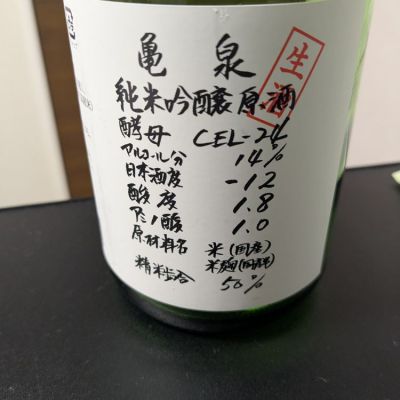 亀泉
純米吟醸原酒
生酒
酵母 CEL-24
アルコール分 14%
日本酒度 -12
酸度 1.8
アミノ酸 1.0
原材料名 米(国産)
米麹(国産米)
精米歩合 50%